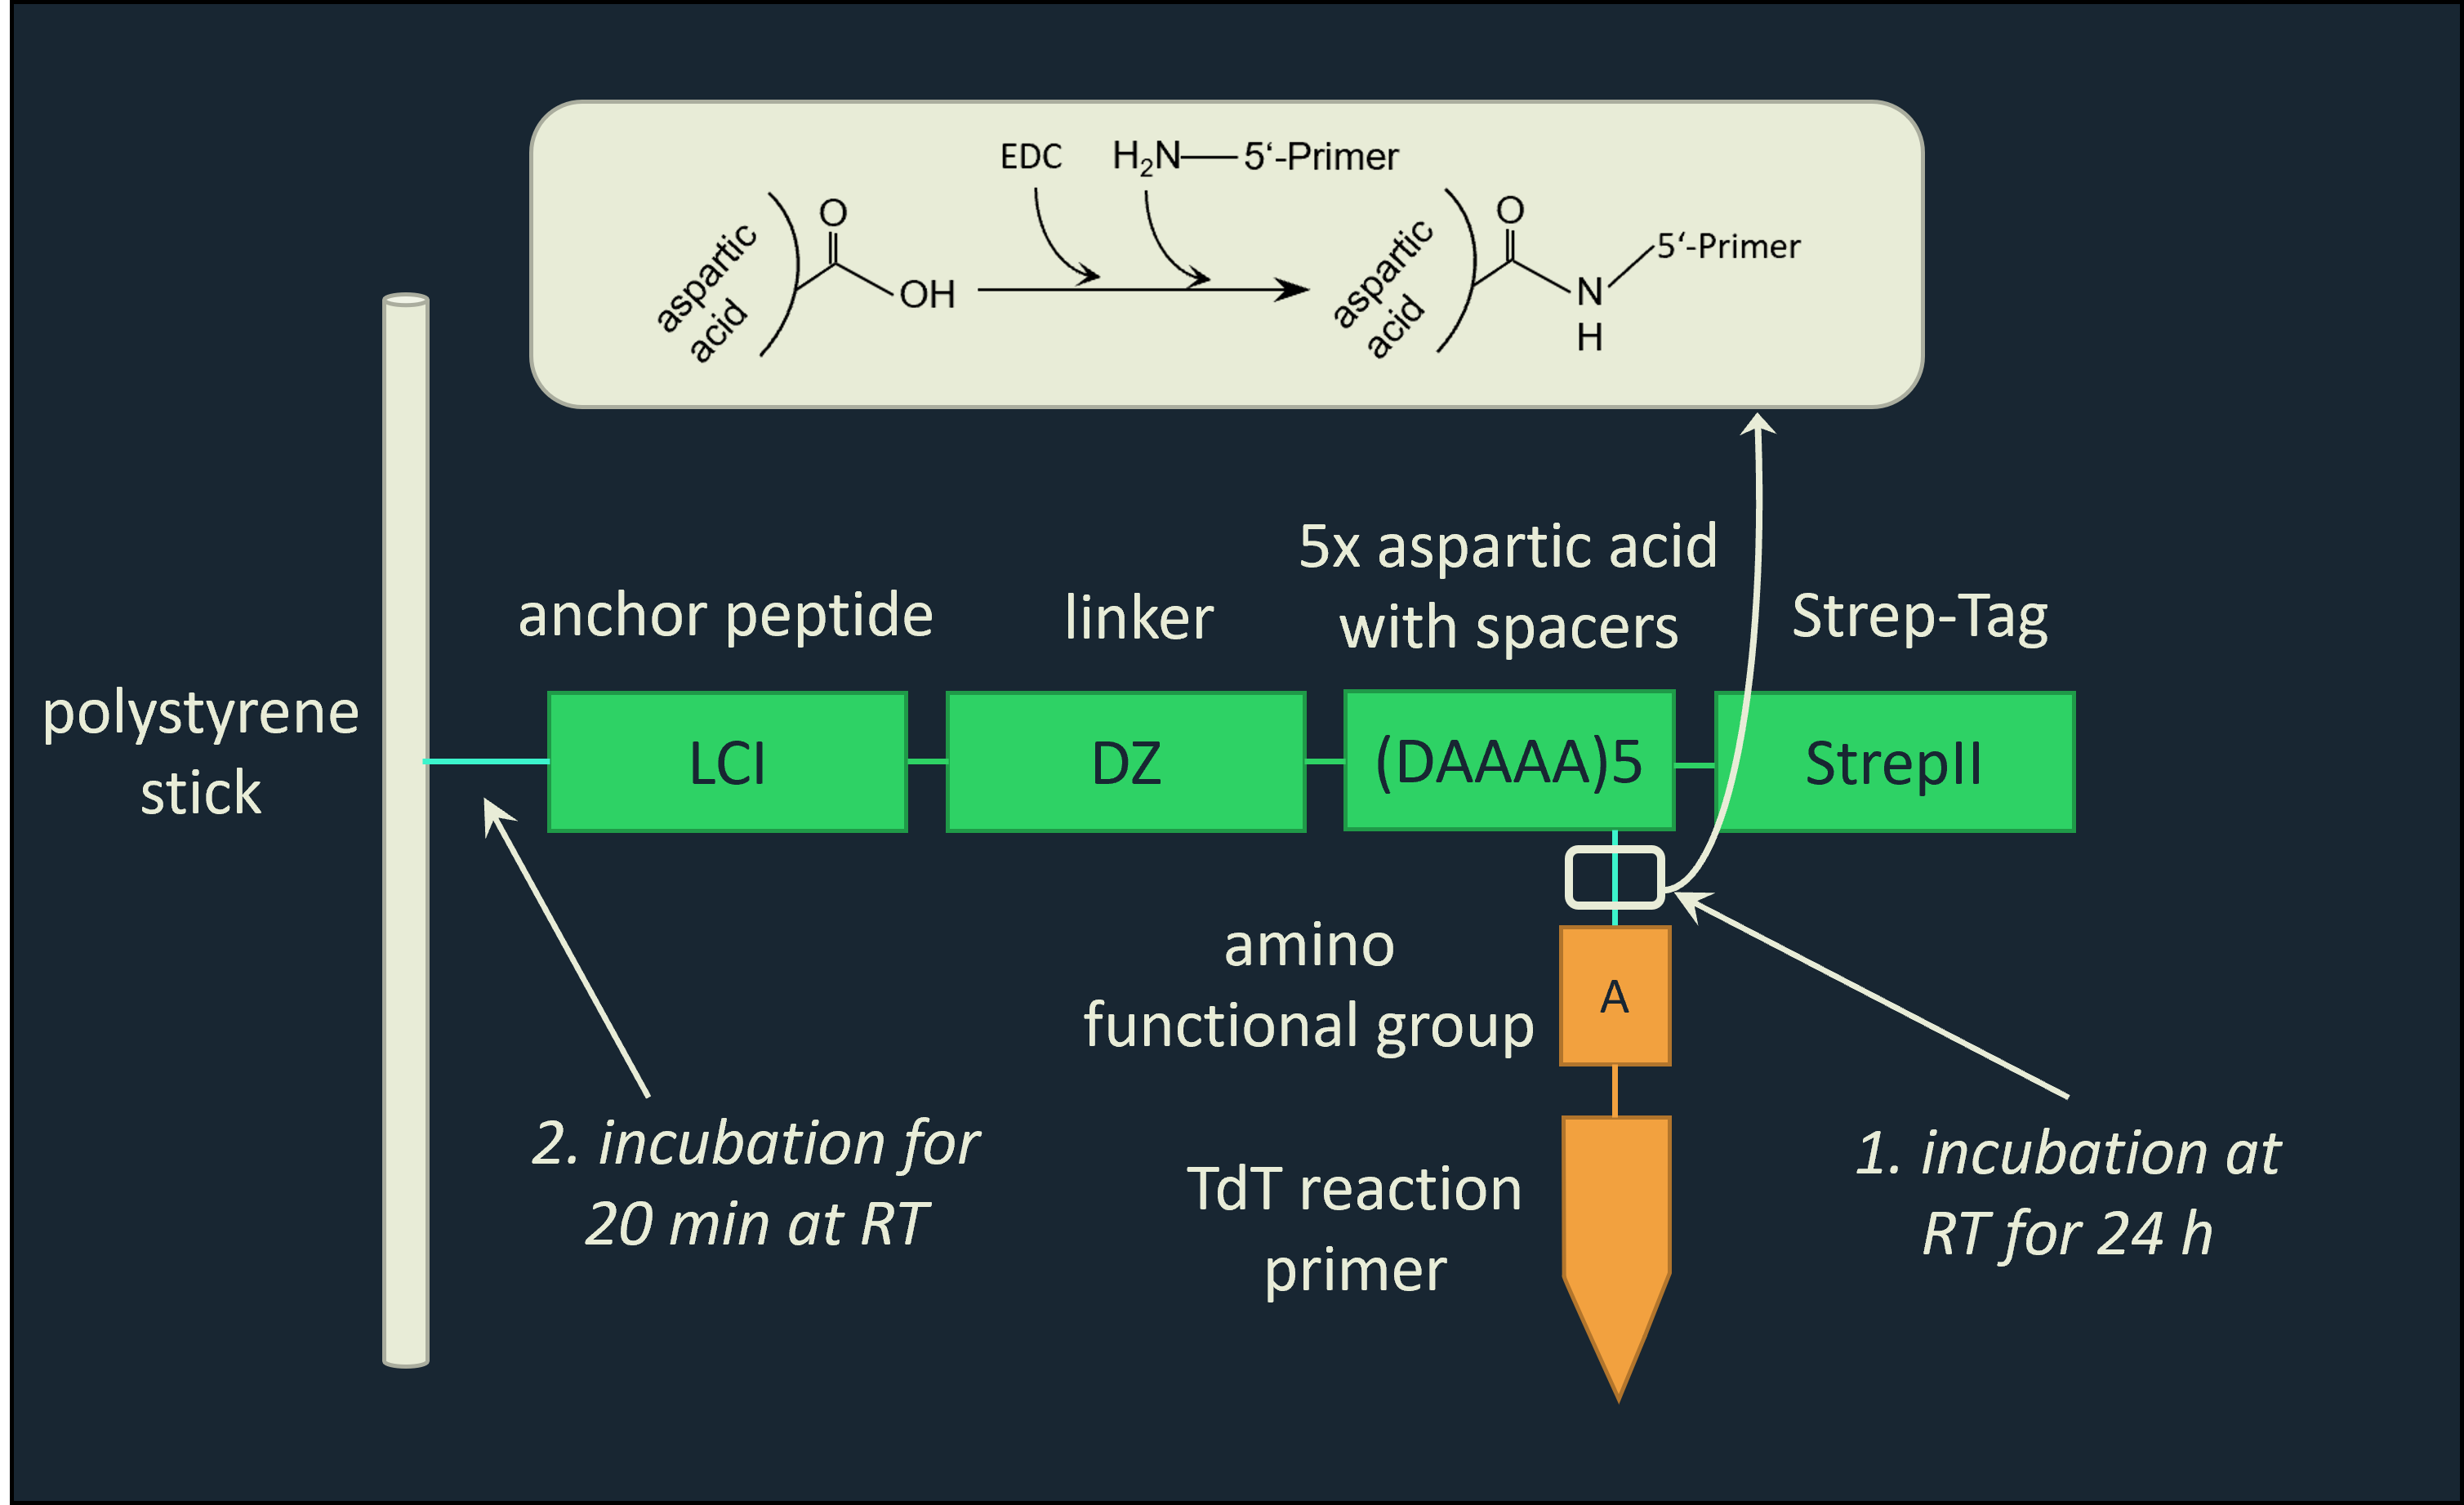 EDC
H₂N—5‘-Primer
aspartic
acid
O
OH
aspartic
acid
O
N
H
5‘-Primer
polystyrene
stick
anchor peptide
linker
5x aspartic acid
with spacers
Strep-Tag
LCI
DZ
(DAAAA)5
StrepII
amino
functional group
A
TdT reaction
primer
2. incubation for
20 min at RT
1. incubation at
RT for 24 h